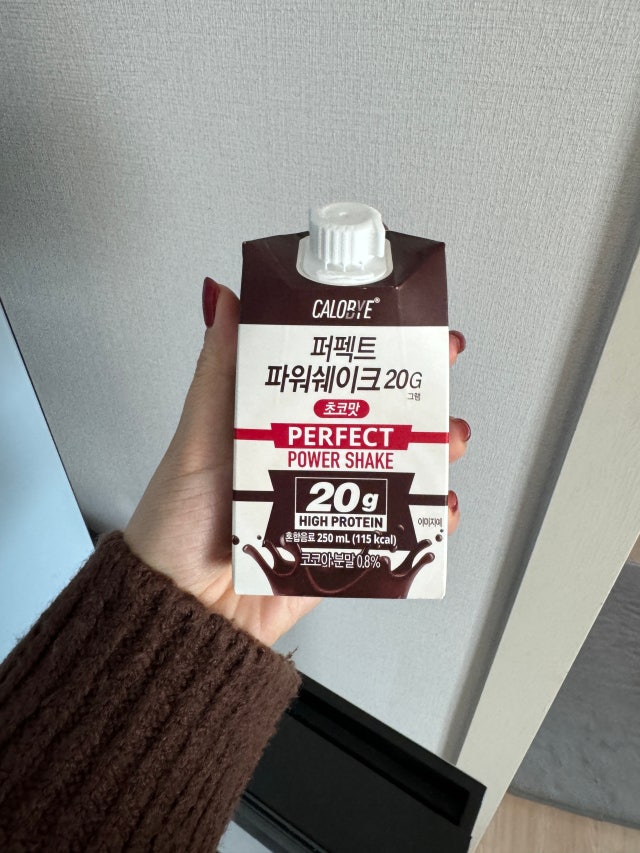 CALOBYE®
퍼펙트
파워쉐이크 20G
그램
초코맛
PERFECT
POWER SHAKE
20g
HIGH PROTEIN
이미지예
혼합음료 250 mL (115 kcal)
코코아분말 0.8%